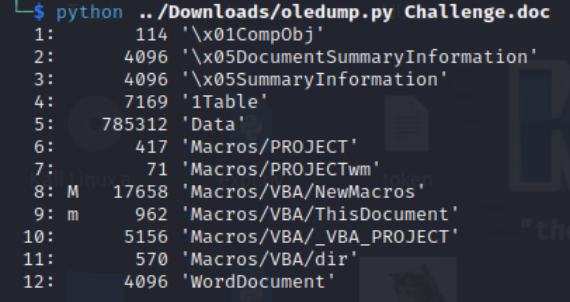 └─$ python ../Downloads/oledump.py Challenge.doc
1: 114 '\x01CompObj'
2: 4096 '\x05DocumentSummaryInformation'
3: 4096 '\x05SummaryInformation'
4: 7169 '1Table'
5: 785312 'Data'
6: 417 'Macros/PROJECT'
7: 71 'Macros/PROJECTwm'
8: M 17658 'Macros/VBA/NewMacros'
9: m 962 'Macros/VBA/ThisDocument'
10: 5156 'Macros/VBA/_VBA_PROJECT'
11: 570 'Macros/VBA/dir'
12: 4096 'WordDocument'
token
"the